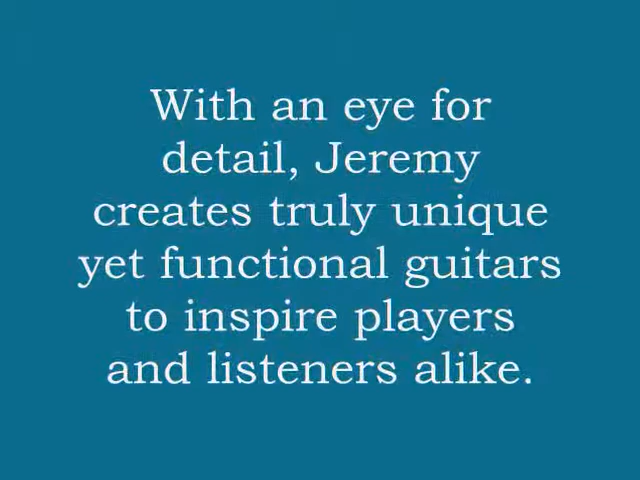 With an eye for
detail, Jeremy
creates truly unique
yet functional guitars
to inspire players
and listeners alike.